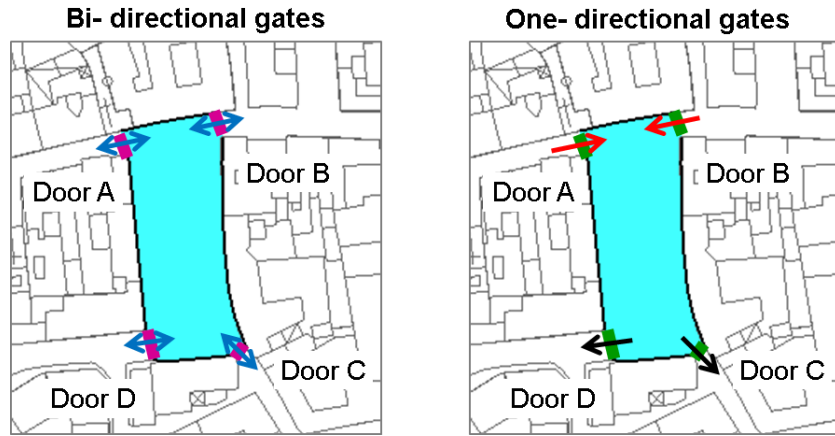 Bi- directional gates
Door A
Door B
Door C
Door D
One- directional gates
Door A
Door B
Door C
Door D